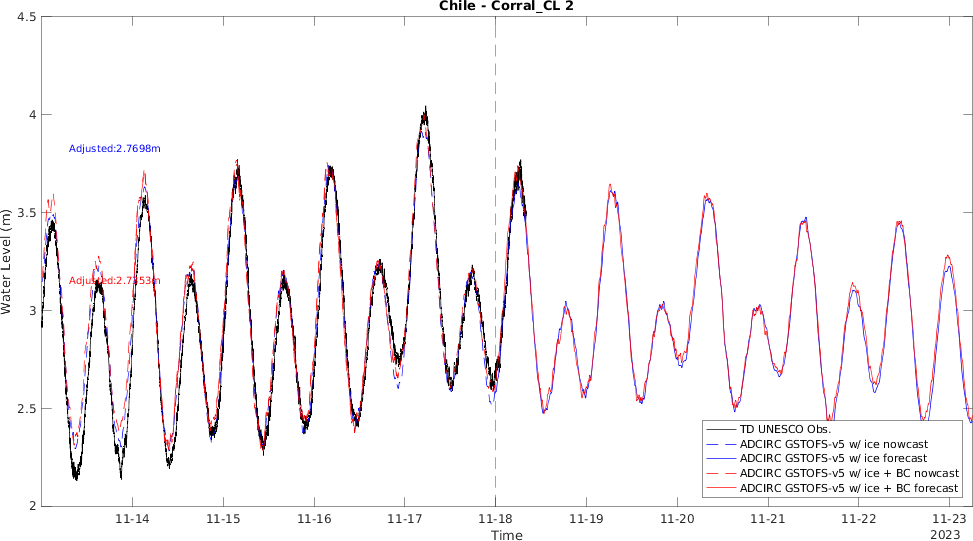 Chile - Corral_CL 2
4.5
4
3.5
3
2.5
2
Water Level (m)
Adjusted:2.7698m
Adjusted:2.7353m
TD UNESCO Obs.
ADCIRC GSTOFS-v5 w/ ice nowcast
ADCIRC GSTOFS-v5 w/ ice forecast
ADCIRC GSTOFS-v5 w/ ice + BC nowcast
ADCIRC GSTOFS-v5 w/ ice + BC forecast
11-14 11-15 11-16 11-17 11-18 11-19 11-20 11-21 11-22 11-23
Time
2023